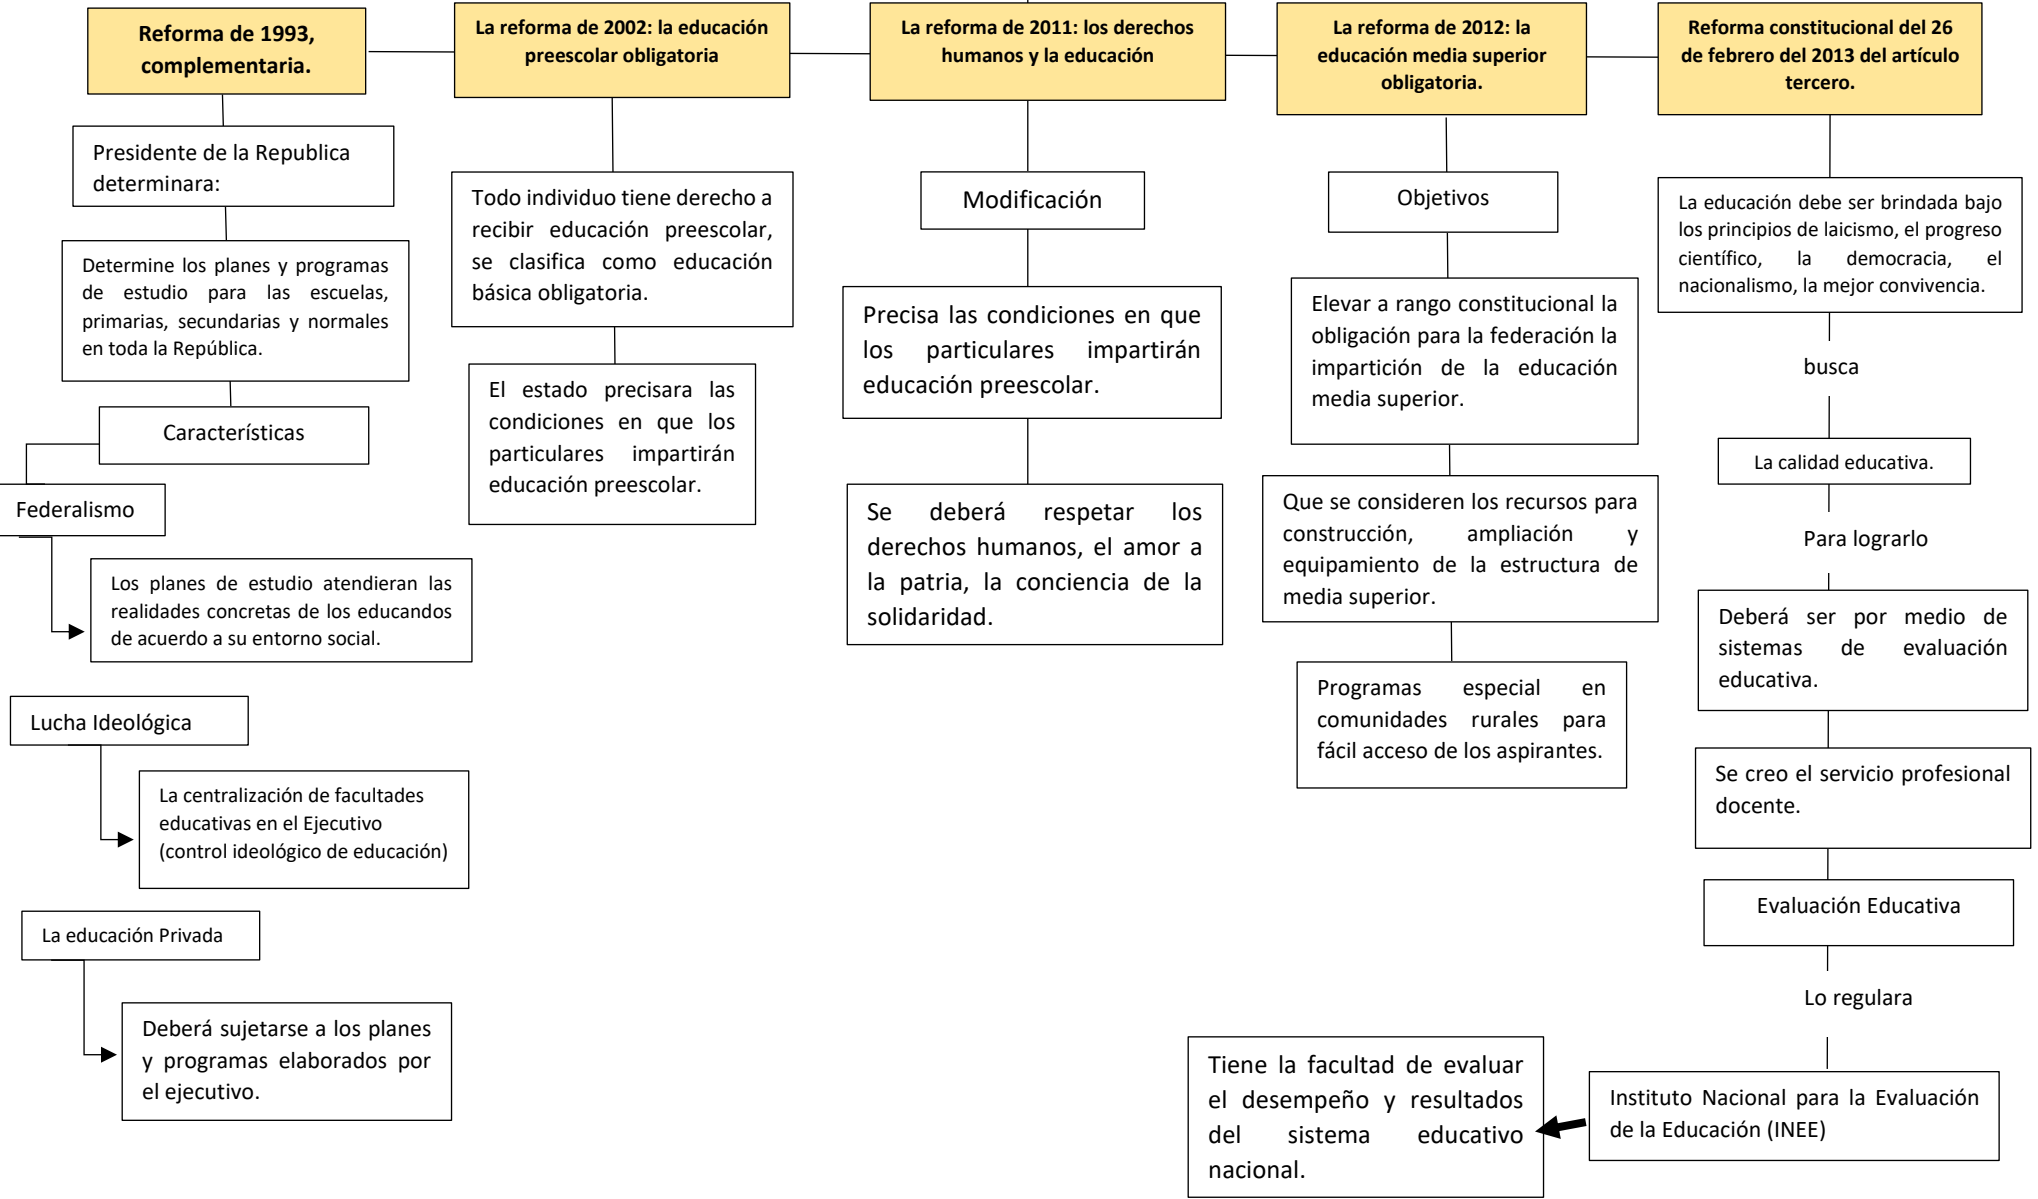 Reforma de 1993,
complementaria.
Presidente de la Republica
determinara:
Determine los planes y programas
de estudio para las escuelas,
primarias, secundarias y normales
en toda la República.
Características
Federalismo
Los planes de estudio atendieran las
realidades concretas de los educandos
de acuerdo a su entorno social.
Lucha Ideológica
La centralización de facultades
educativas en el Ejecutivo
(control ideológico de educación)
La educación Privada
Deberá sujetarse a los planes
y programas elaborados por
el ejecutivo.
La reforma de 2002: la educación
preescolar obligatoria
Todo individuo tiene derecho a
recibir educación preescolar,
se clasifica como educación
básica obligatoria.
El estado precisara las
condiciones en que los
particulares impartirán
educación preescolar.
La reforma de 2011: los derechos
humanos y la educación
Modificación
Precisa las condiciones en que
los particulares impartirán
educación preescolar.
Se deberá respetar los
derechos humanos, el amor a
la patria, la conciencia de la
solidaridad.
La reforma de 2012: la
educación media superior
obligatoria.
Objetivos
Elevar a rango constitucional la
obligación para la federación la
impartición de la educación
media superior.
Que se consideren los recursos para
construcción, ampliación y
equipamiento de la estructura de
media superior.
Programas especial en
comunidades rurales para
fácil acceso de los aspirantes.
Reforma constitucional del 26
de febrero del 2013 del artículo
tercero.
La educación debe ser brindada bajo
los principios de laicismo, el progreso
científico, la democracia, el
nacionalismo, la mejor convivencia.
busca
La calidad educativa.
Para lograrlo
Deberá ser por medio de
sistemas de evaluación
educativa.
Se creo el servicio profesional
docente.
Evaluación Educativa
Lo regulara
Instituto Nacional para la Evaluación
de la Educación (INEE)
Tiene la facultad de evaluar
el desempeño y resultados
del sistema educativo
nacional.